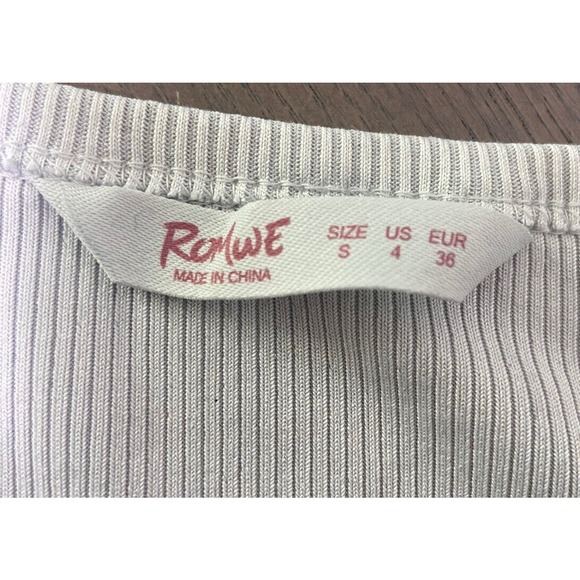 ROMWE
MADE IN CHINA
SIZE US EUR
S 4 36